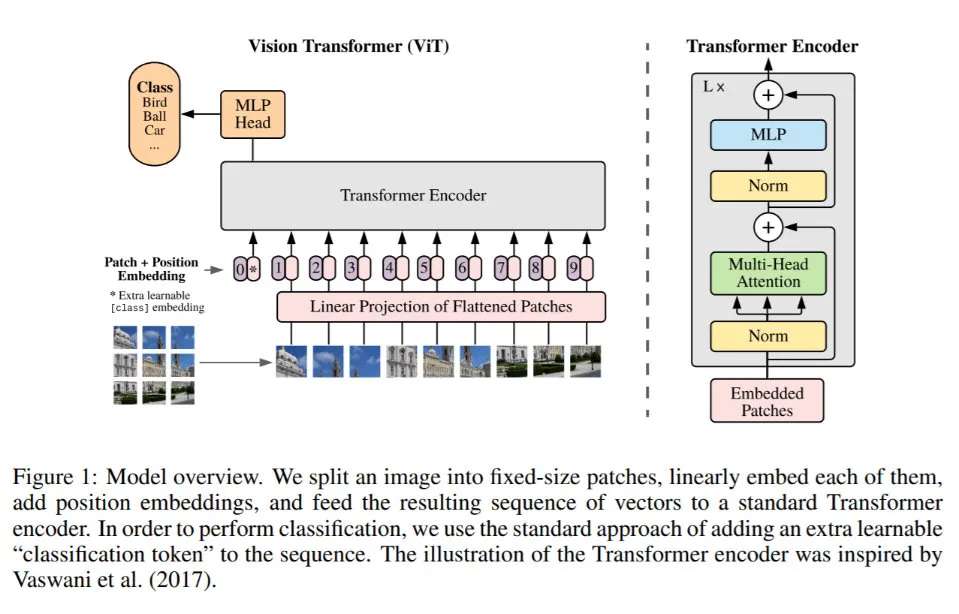 Vision Transformer (ViT)
Class
Bird
Ball
Car
...
MLP
Head
Transformer Encoder
Patch + Position
Embedding
0 * 1 2 3 4 5 6 7 8 9
* Extra learnable
[class] embedding
Linear Projection of Flattened Patches
Transformer Encoder
L ×
+
MLP
Norm
+
Multi-Head
Attention
Norm
Embedded
Patches
Figure 1: Model overview. We split an image into fixed-size patches, linearly embed each of them,
add position embeddings, and feed the resulting sequence of vectors to a standard Transformer
encoder. In order to perform classification, we use the standard approach of adding an extra learnable
“classification token” to the sequence. The illustration of the Transformer encoder was inspired by
Vaswani et al. (2017).